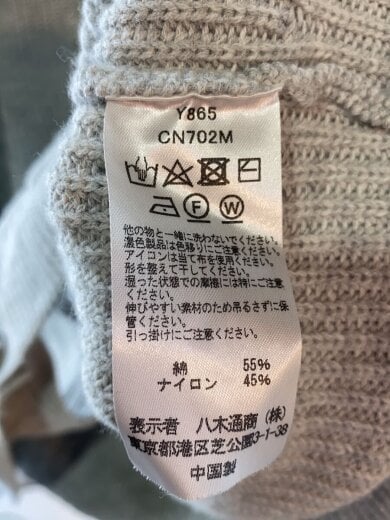 Y865
CN702M
F W
他の物と一緒に洗わないでください。
濃色製品は色移りにご注意ください。
アイロンは当て布を使用ください。
形を整えて干してください。
湿った状態での摩擦には特にご注意ください。
伸びやすい素材のため吊るさずに保管ください。
引っ掛けにご注意ください。
綿 55%
ナイロン 45%
表示者 八木通商(株)
東京都港区芝公園3-1-38
中国製